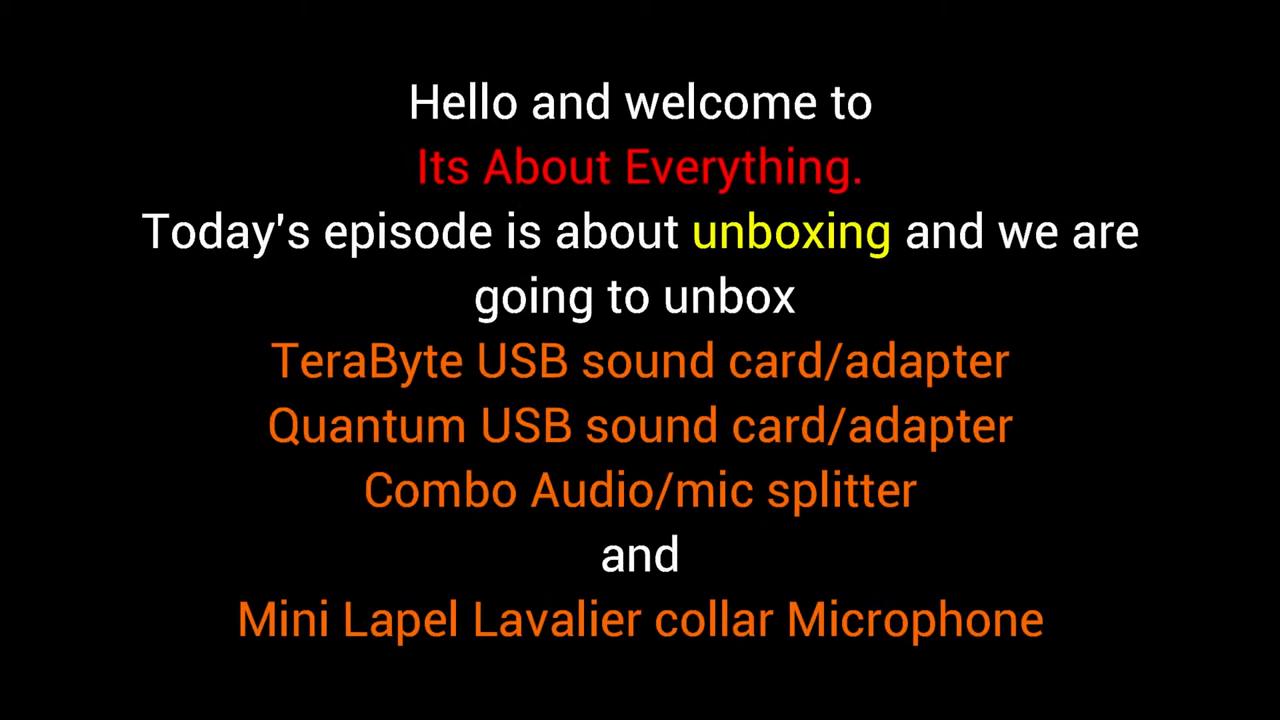 Hello and welcome to
Its About Everything.
Today's episode is about unboxing and we are
going to unbox
TeraByte USB sound card/adapter
Quantum USB sound card/adapter
Combo Audio/mic splitter
and
Mini Lapel Lavalier collar Microphone